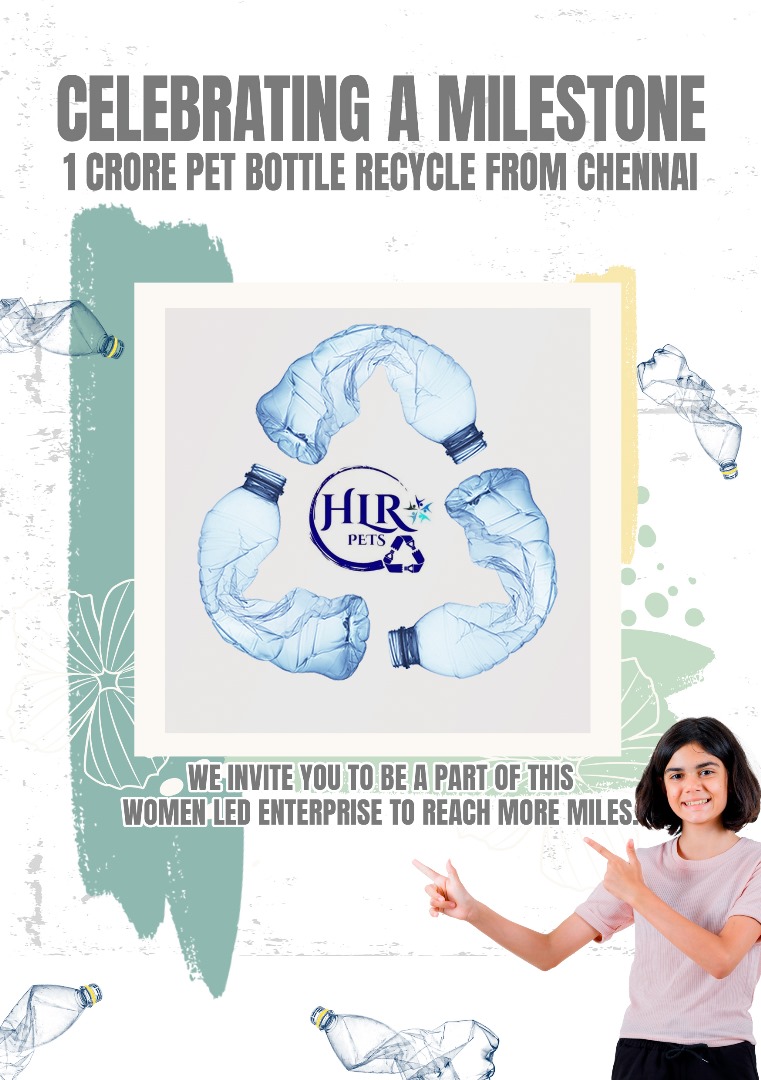 CELEBRATING A MILESTONE
1 CRORE PET BOTTLE RECYCLE FROM CHENNAI
HLR
PETS
WE INVITE YOU TO BE A PART OF THIS
WOMEN LED ENTERPRISE TO REACH MORE MILES.